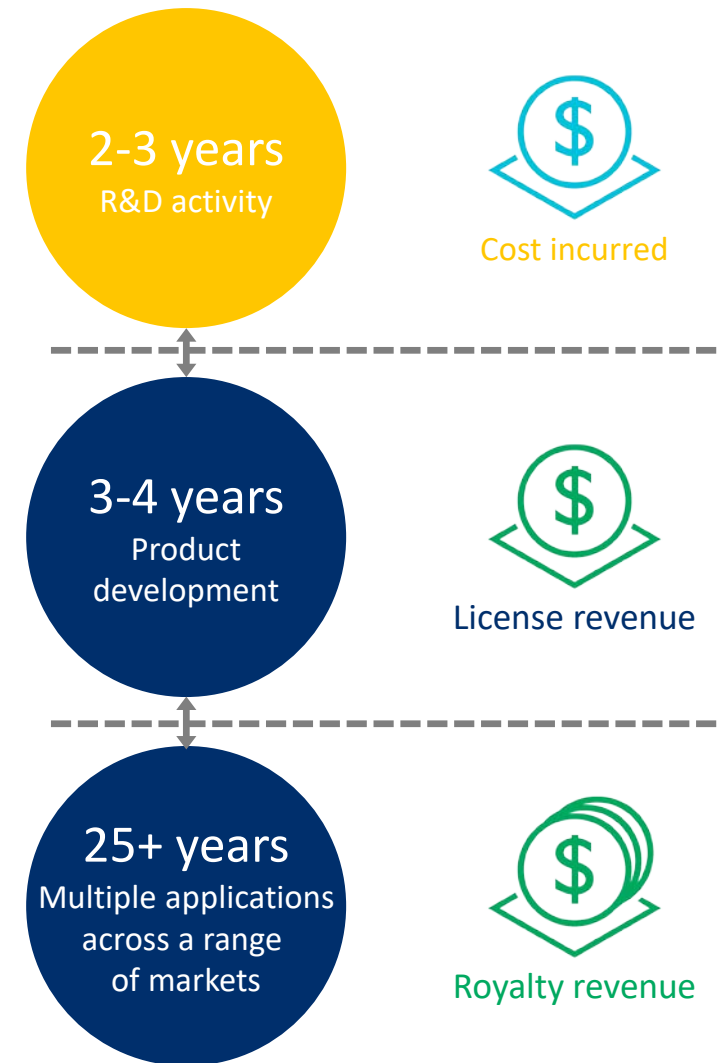 2-3 years
R&D activity
$
Cost incurred
3-4 years
Product
development
$
License revenue
25+ years
Multiple applications
across a range
of markets
$
Royalty revenue